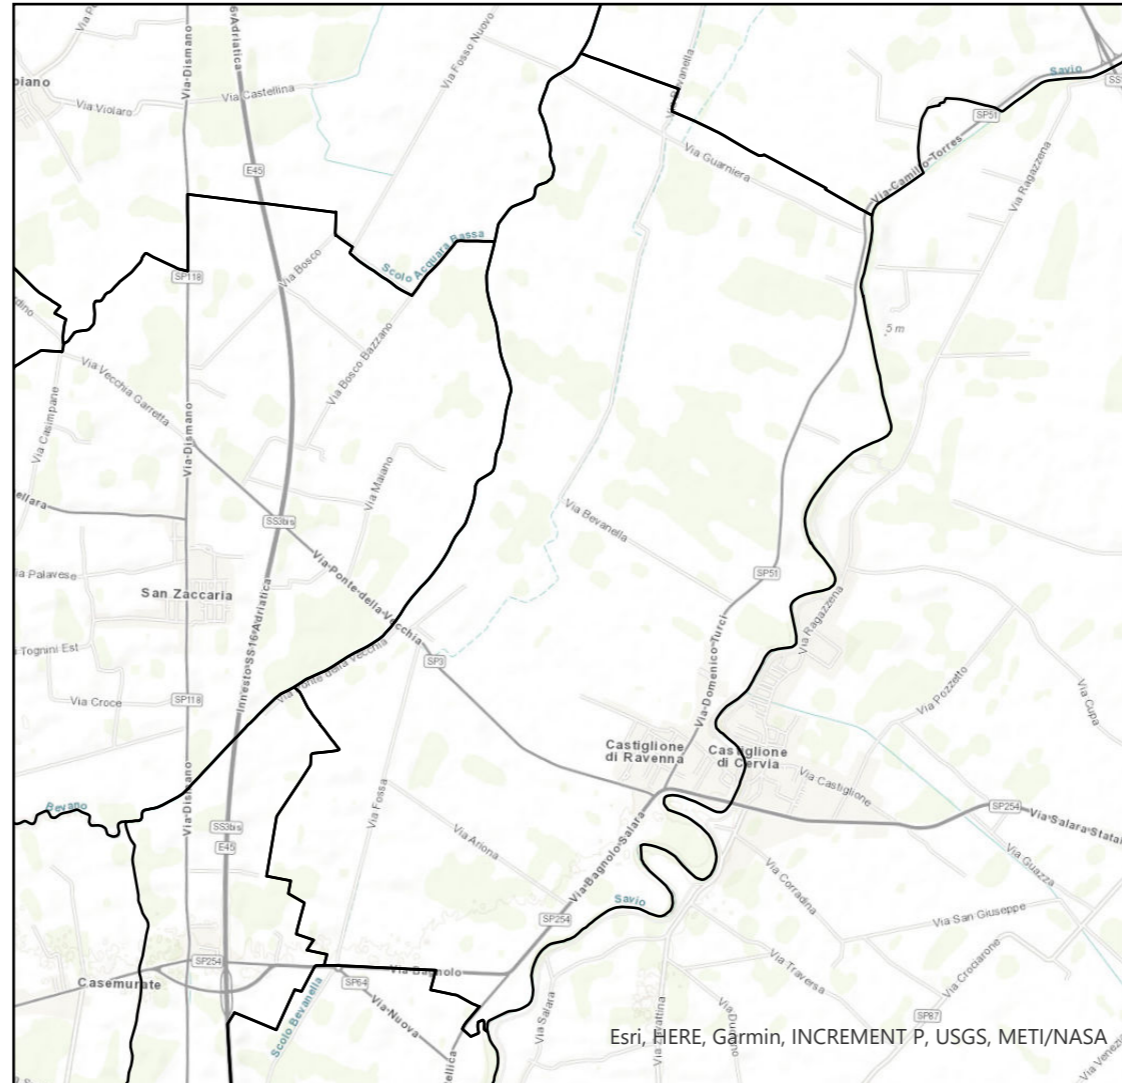 Via Dismano
Adriatica
Via Fosso Nuovo
Via Castellina
Via Violaro
Savio
SP51
Via Guarniera
Via-Camillo-Torres
Via Ragazzena
E45
Scolo Acquara Bassa
Via Bosco
SP118
5 m
Via Bosco Bazzano
Via Vecchia Garretta
Via Casimpane
Via-Dismano
Via Maiano
SS3bis
Via Bevanella
Via-Ponte-della-Vecchia
SP51
San Zaccaria
Innesto-SS16-Adriatica
Via Ragazzena
SP3
Via-Domenico-Turci
Via Pozzetto
Via Cupa
Via Croce
SP118
Castiglione
di Ravenna
Castiglione
di Cervia
Via Castiglione
Via-Dismano
Via Fossa
SP254
Via-Salara
Bevano
SS3bis
E45
Via Ariona
Via-Bagnolo-Salara
Via Guazza
Via Corradina
Savio
SP254
Via San Giuseppe
SP254
Via-Bagnolo
Casemurate
SP64
Via-Nuova
Scolo Bevanella
Via Traversa
Via Crociarone
Via Salara
SP87
Esri, HERE, Garmin, INCREMENT P, USGS, METI/NASA